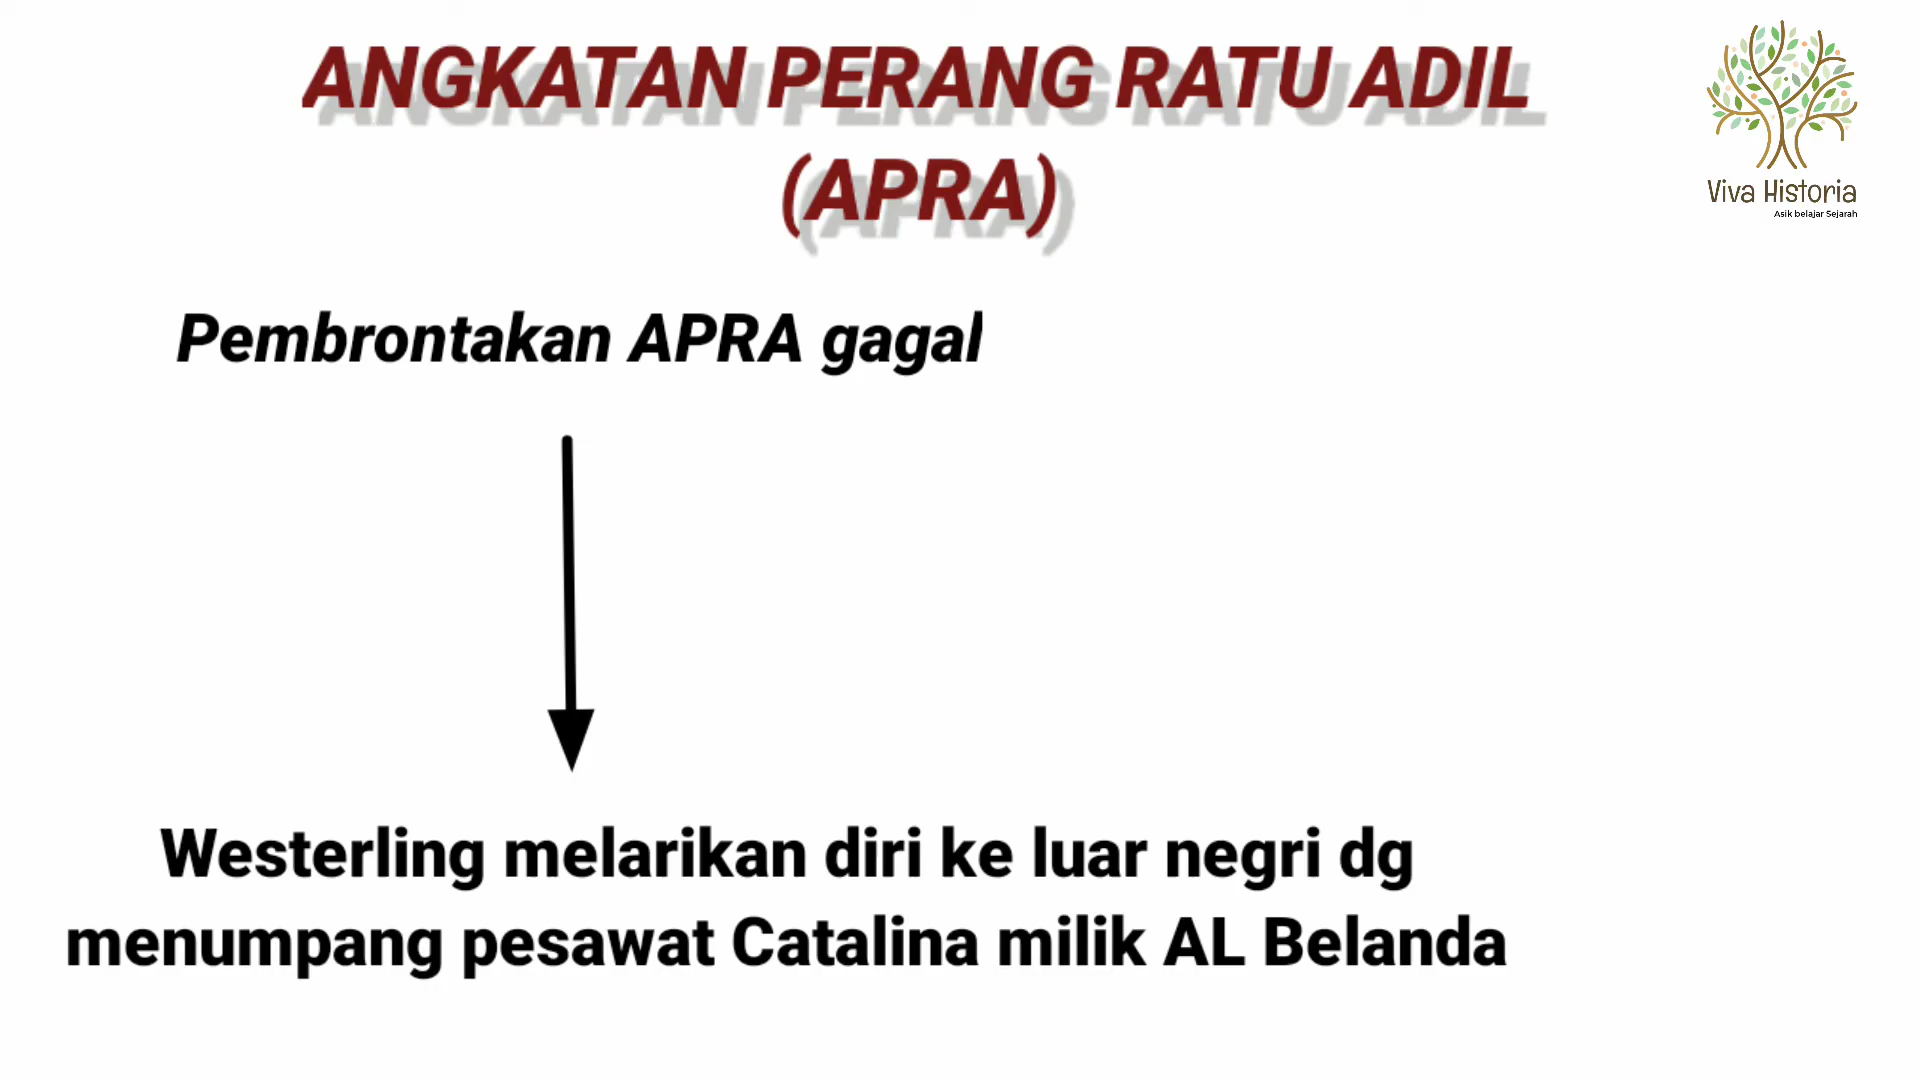 ANGKATAN PERANG RATU ADIL
(APRA)
Viva Historia
Asik belajar Sejarah
Pembrontakan APRA gagal
Westerling melarikan diri ke luar negri dg
menumpang pesawat Catalina milik AL Belanda